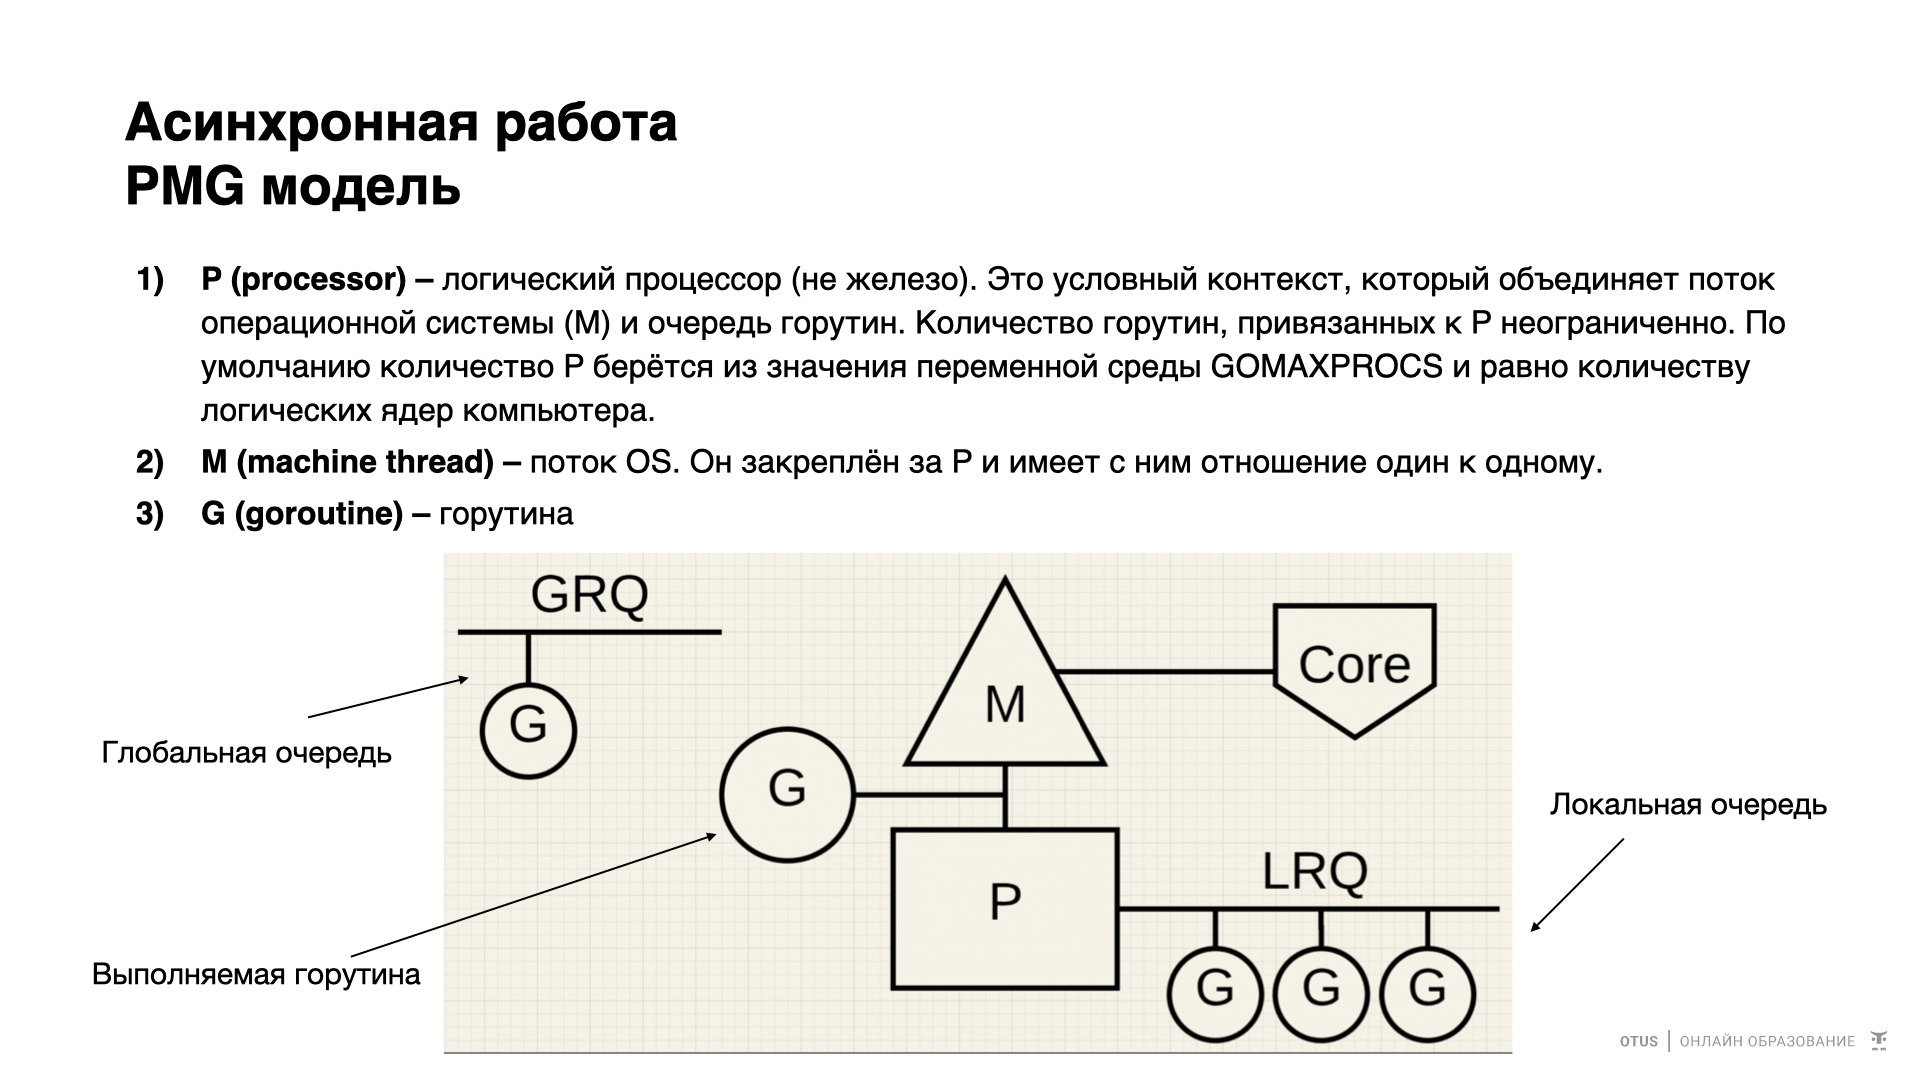 Асинхронная работа
PMG модель
1) P (processor) – логический процессор (не железо). Это условный контекст, который объединяет поток
операционной системы (M) и очередь горутин. Количество горутин, привязанных к P неограниченно. По
умолчанию количество P берётся из значения переменной среды GOMAXPROCS и равно количеству
логических ядер компьютера.
2) M (machine thread) – поток OS. Он закреплён за P и имеет с ним отношение один к одному.
3) G (goroutine) – горутина
GRQ
G
Глобальная очередь
M
Core
G
Выполняемая горутина
P
LRQ
G
G
G
Локальная очередь
OTUS | ОНЛАЙН ОБРАЗОВАНИЕ